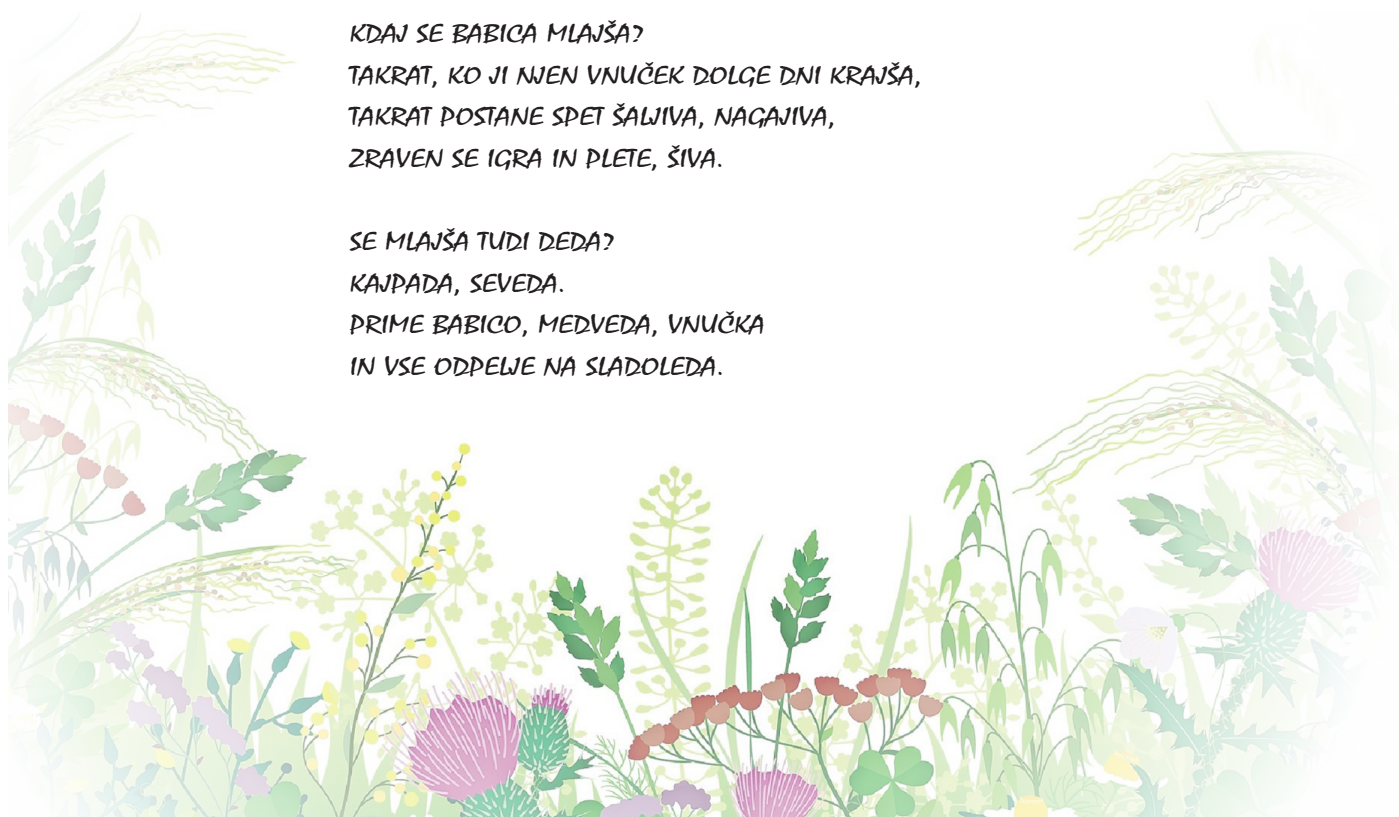 KDAJ SE BABICA MLAJŠA?
TAKRAT, KO JI NJEN VNUČEK DOLGE DNI KRAJŠA,
TAKRAT POSTANE SPET ŠALJIVA, NAGAJIVA,
ZRAVEN SE IGRA IN PLETE, ŠIVA.
SE MLAJŠA TUDI DEDA?
KAJPADA, SEVEDA.
PRIME BABICO, MEDVEDA, VNUČKA
IN VSE ODPELJE NA SLADOLEDA.